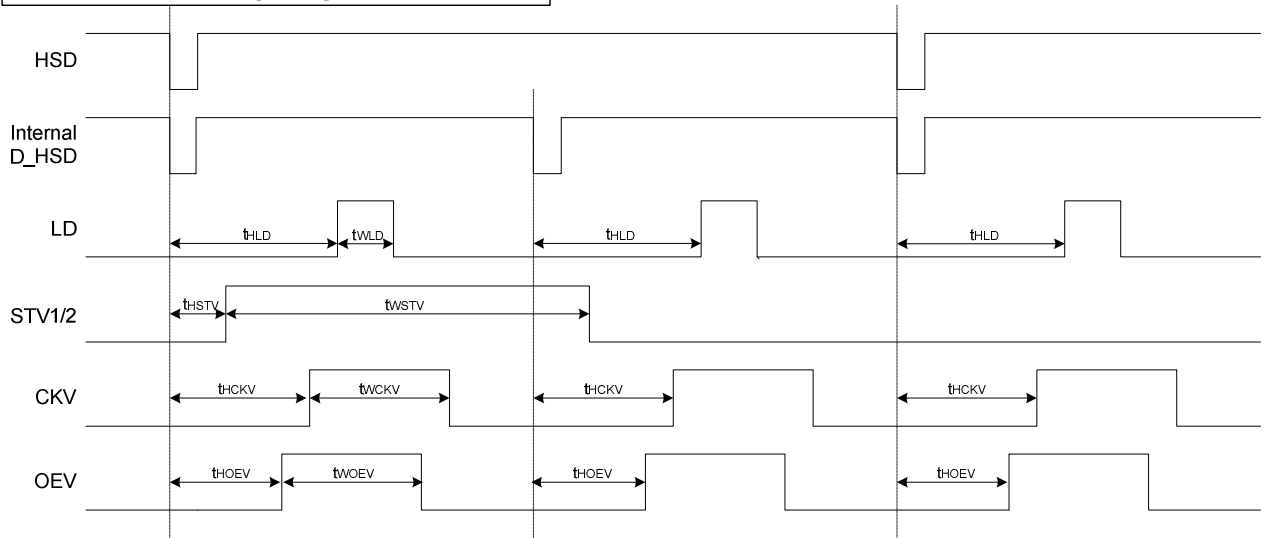 HSD
Internal
D_HSD
LD
tHLD
tWLD
tHLD
tHLD
STV1/2
tHSTV
tWSTV
CKV
tHCKV
tWCKV
tHCKV
tHCKV
OEV
tHOEV
tWOEV
tHOEV
tHOEV